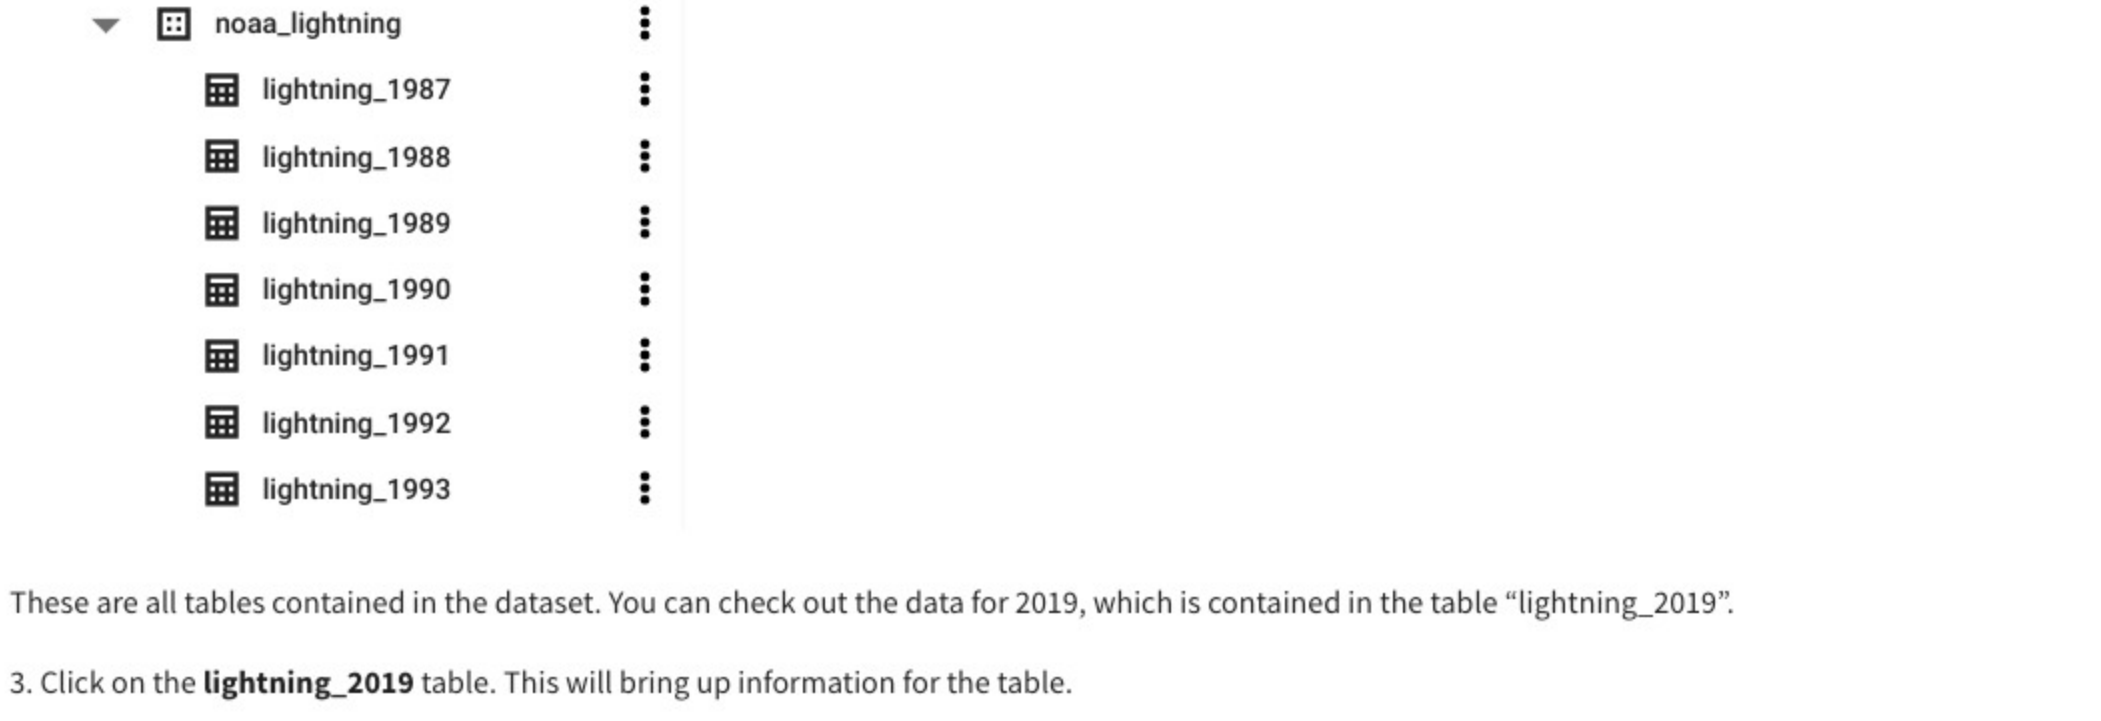 noaa_lightning
lightning_1987
lightning_1988
lightning_1989
lightning_1990
lightning_1991
lightning_1992
lightning_1993
These are all tables contained in the dataset. You can check out the data for 2019, which is contained in the table “lightning_2019”.
3. Click on the lightning_2019 table. This will bring up information for the table.